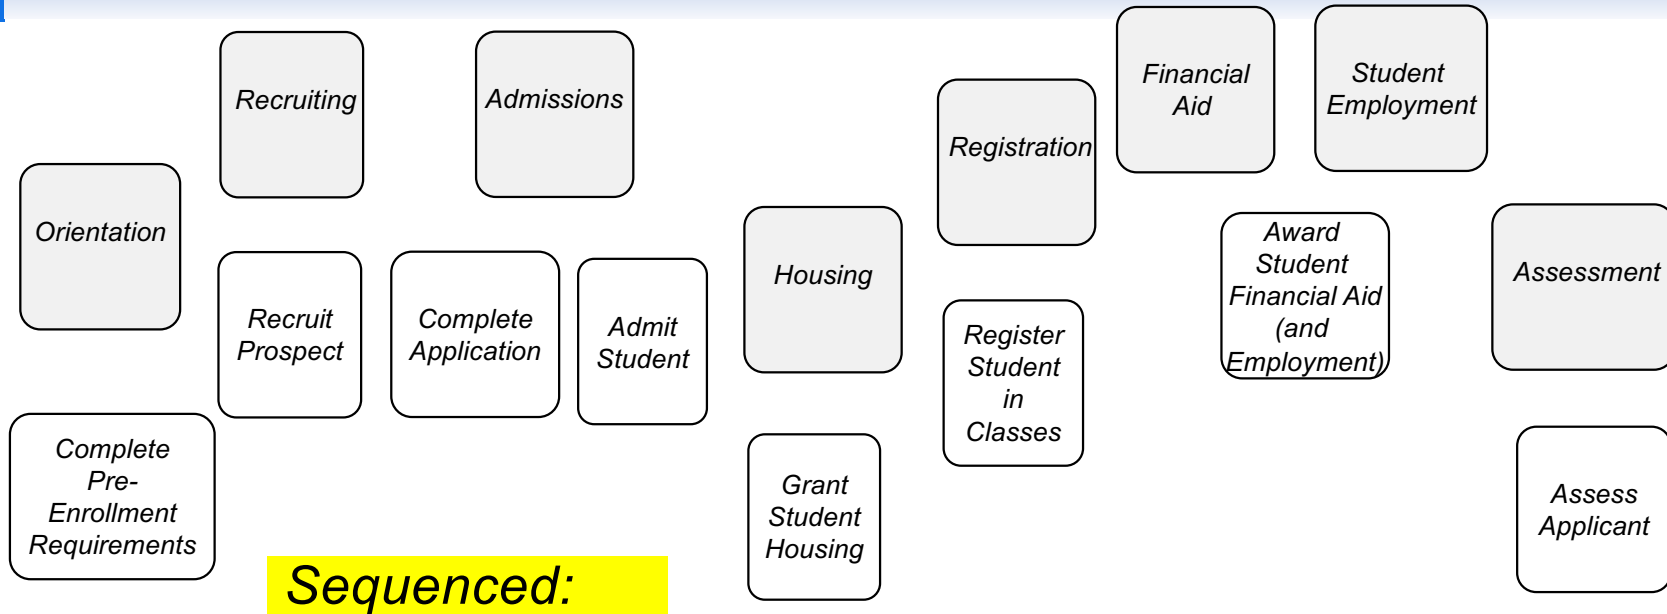 Recruiting
Admissions
Financial
Aid
Student
Employment
Registration
Orientation
Housing
Assessment
Recruit
Prospect
Complete
Application
Admit
Student
Register
Student
in
Classes
Award
Student
Financial Aid
(and
Employment)
Complete
Pre-
Enrollment
Requirements
Grant
Student
Housing
Assess
Applicant
Sequenced: